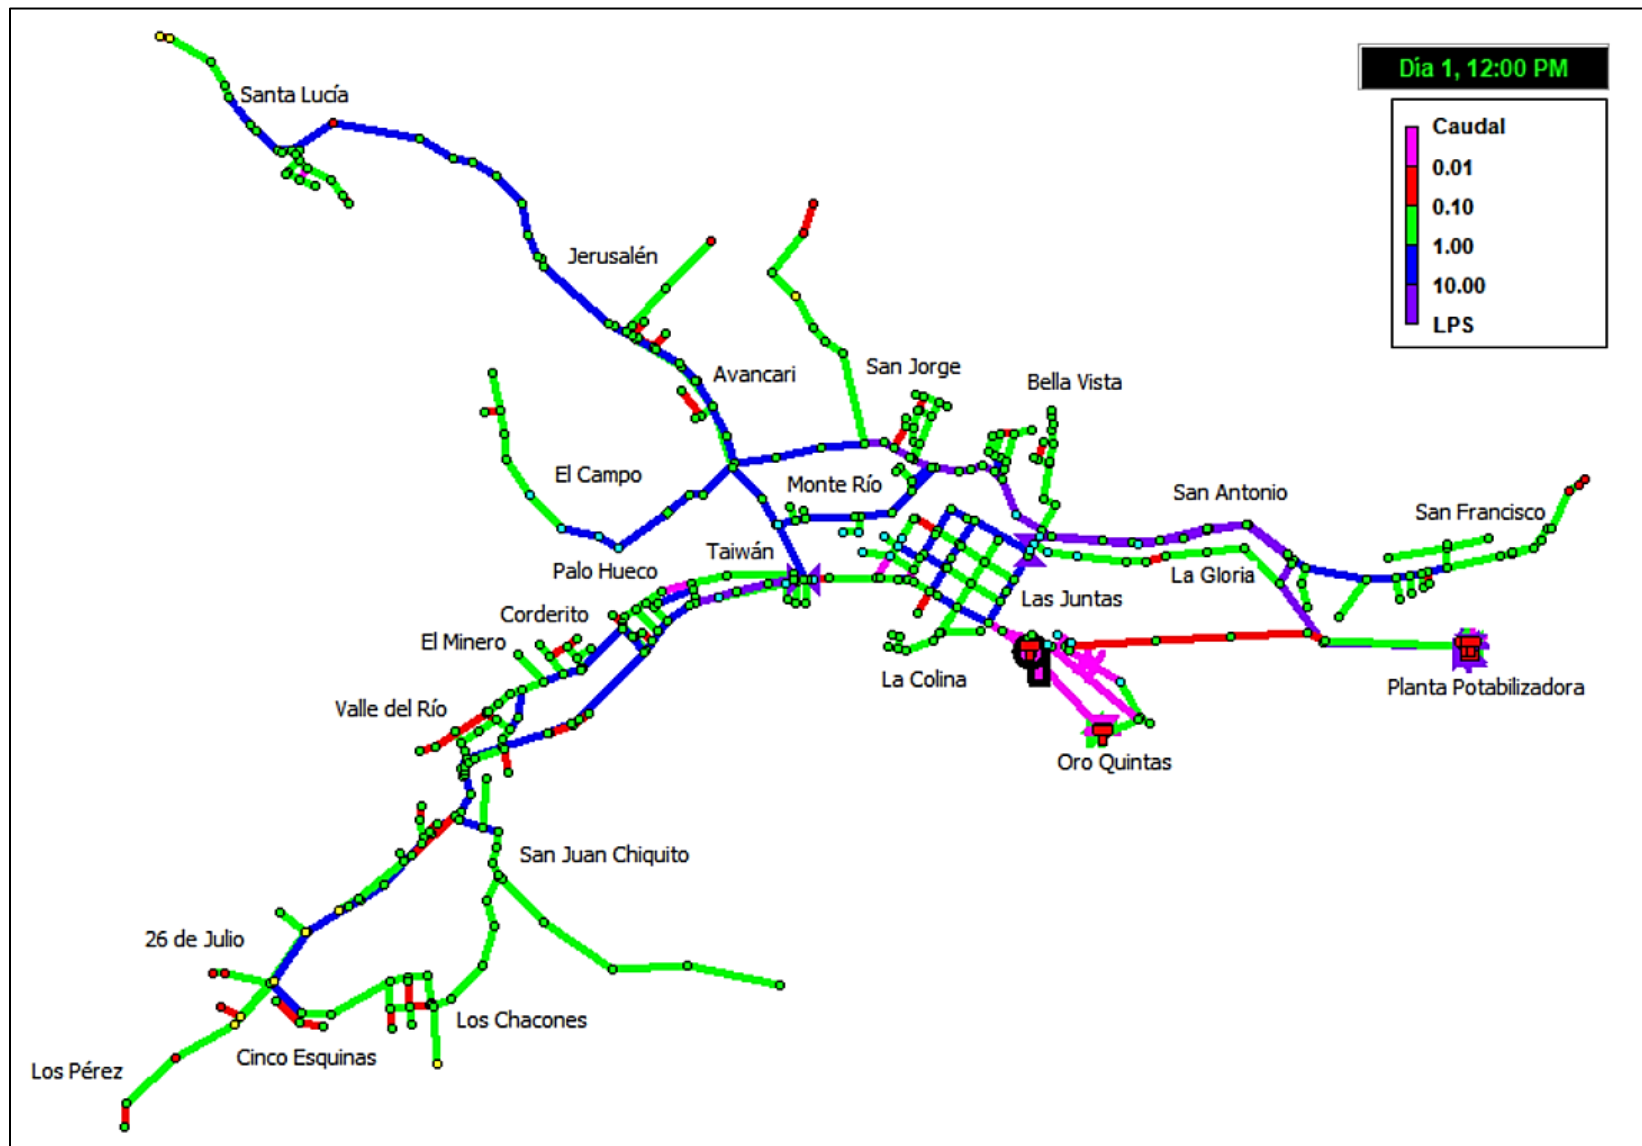 Día 1, 12:00 PM
Caudal
0.01
0.10
1.00
10.00
LPS
Santa Lucía
Jerusalén
Avancari
San Jorge
Bella Vista
El Campo
Monte Río
San Antonio
San Francisco
Taiwán
Palo Hueco
La Gloria
Corderito
Las Juntas
El Minero
La Colina
Planta Potabilizadora
Valle del Río
Oro Quintas
San Juan Chiquito
26 de Julio
Los Chacones
Cinco Esquinas
Los Pérez